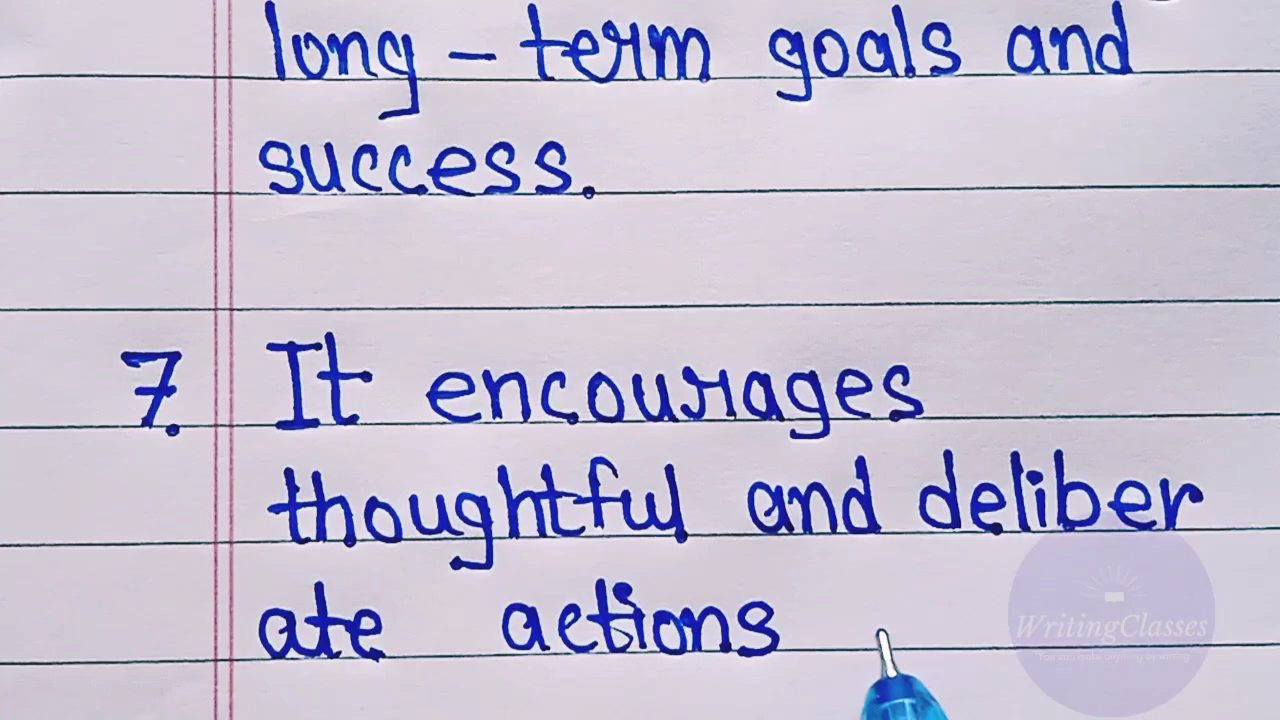 long - term goals and
success.
7. It encourages
thoughtful and deliber
ate actions
WritingClasses